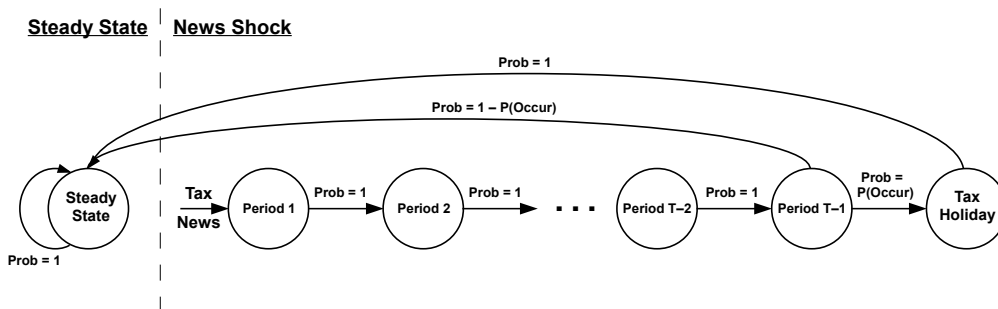 Steady State
News Shock
Prob = 1
Prob = 1 – P(Occur)
Steady
State
Prob = 1
Tax
News
Period 1
Prob = 1
Period 2
Prob = 1
. . .
Period T–2
Prob = 1
Period T–1
Prob =
P(Occur)
Tax
Holiday